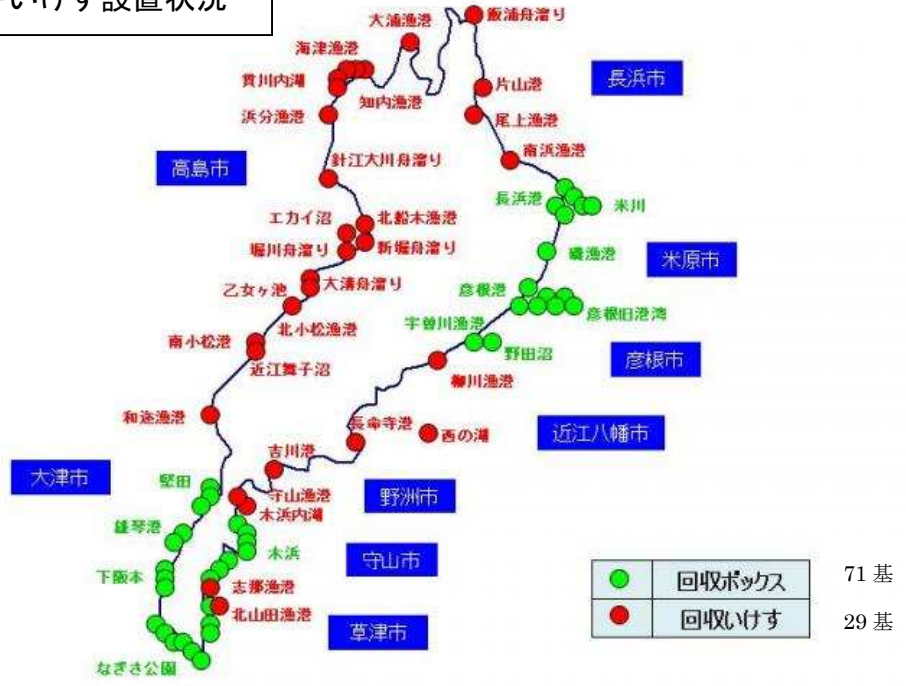 いけす設置状況
大浦漁港
飯浦舟溜り
海津漁港
貫川内湖
知内漁港
片山港
長浜市
浜分漁港
尾上漁港
南浜漁港
高島市
針江大川舟溜り
長浜港
米川
エカイ沼
北船木漁港
堀川舟溜り
新堀舟溜り
磯漁港
米原市
乙女ヶ池
大溝舟溜り
彦根港
彦根旧港湾
南小松港
北小松漁港
宇曽川漁港
野田沼
近江舞子沼
彦根市
柳川漁港
和迩漁港
長命寺港
西の湖
近江八幡市
大津市
堅田
吉川港
守山漁港
野洲市
木浜内湖
雄琴港
木浜
守山市
下阪本
志那漁港
北山田漁港
草津市
なぎさ公園
回収ボックス 71 基
回収いけす 29 基